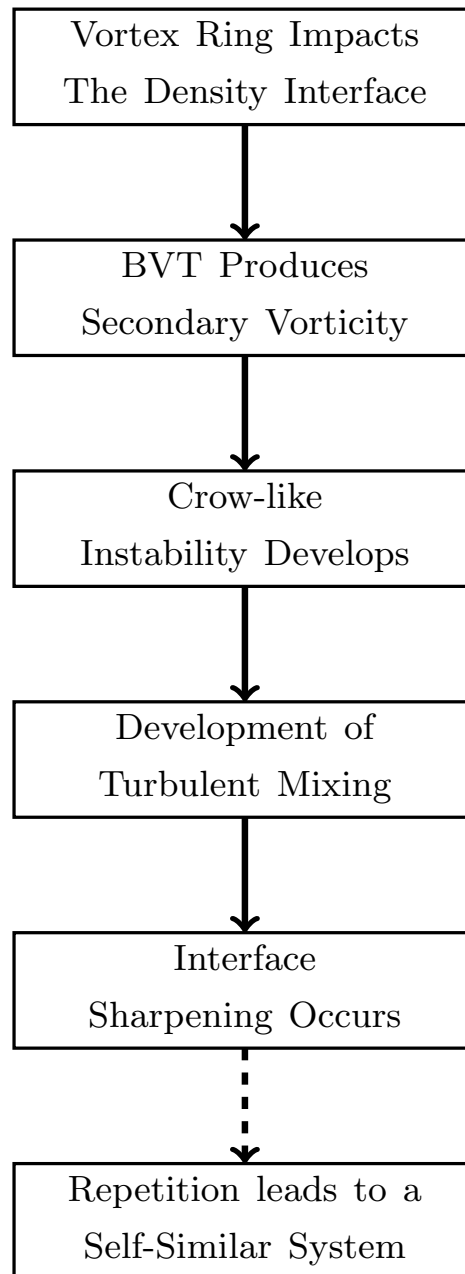 Vortex Ring Impacts
The Density Interface
BVT Produces
Secondary Vorticity
Crow-like
Instability Develops
Development of
Turbulent Mixing
Interface
Sharpening Occurs
Repetition leads to a
Self-Similar System